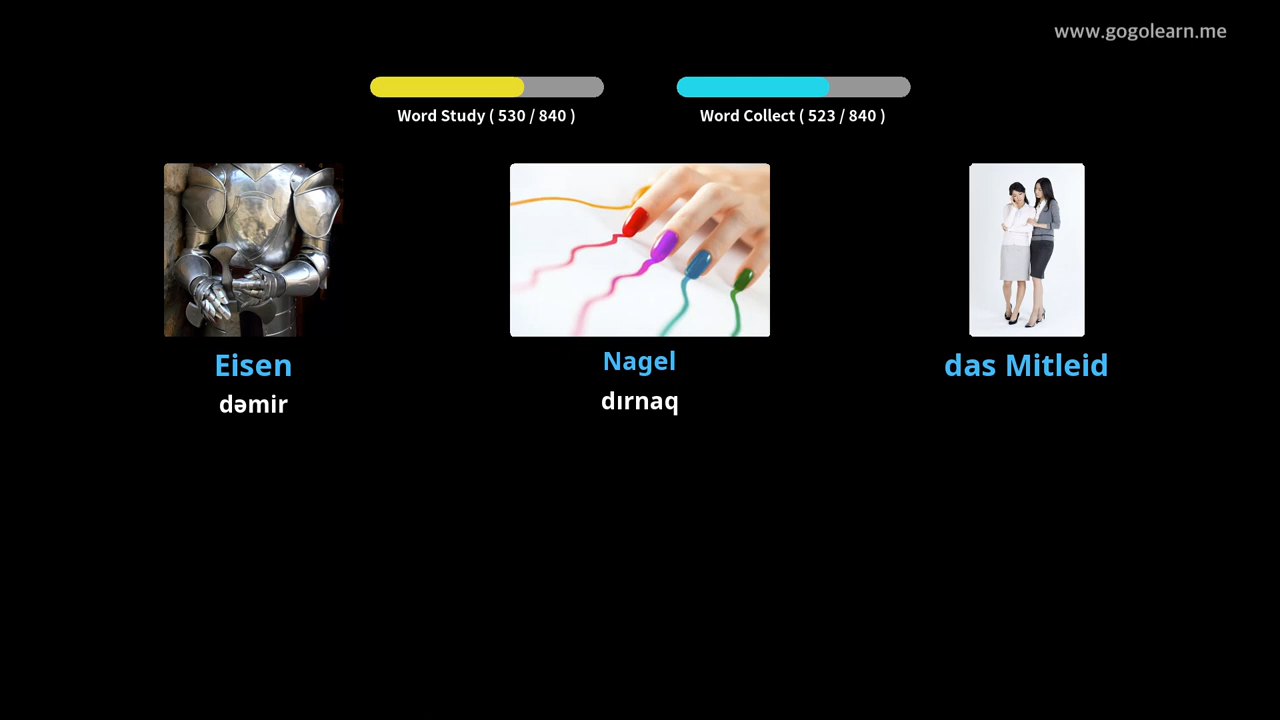 www.gogolearn.me
Word Study ( 530 / 840 )
Word Collect ( 523 / 840 )
Eisen
dəmir
Nagel
dırnaq
das Mitleid